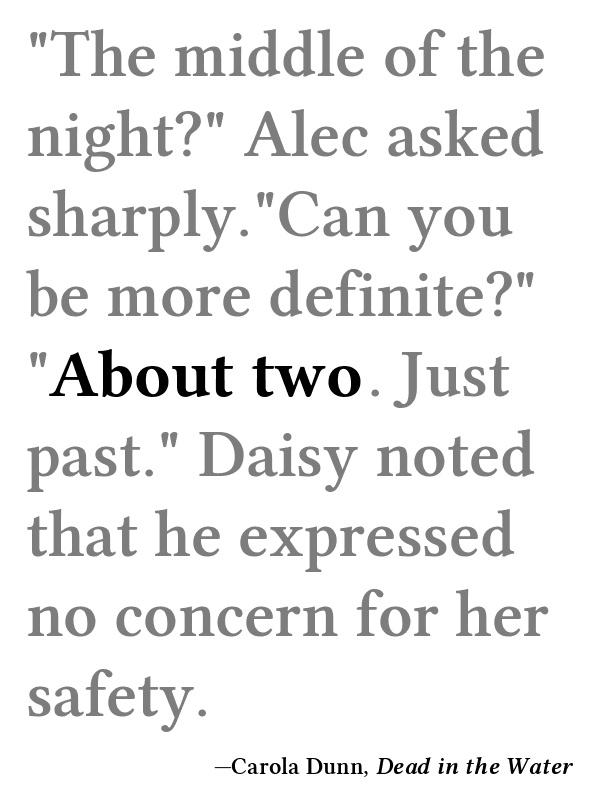 "The middle of the
night?" Alec asked
sharply."Can you
be more definite?"
"About two. Just
past." Daisy noted
that he expressed
no concern for her
safety.
—Carola Dunn, Dead in the Water